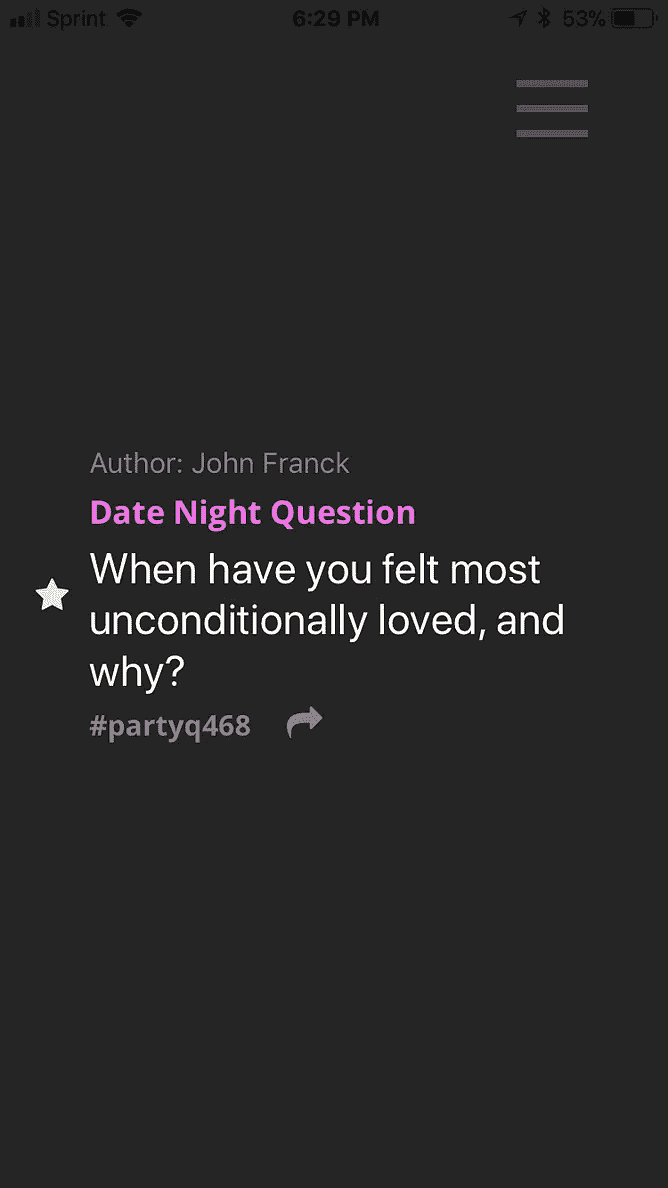 Sprint 6:29 PM 53%
Author: John Franck
Date Night Question
When have you felt most
unconditionally loved, and
why?
#partyq468